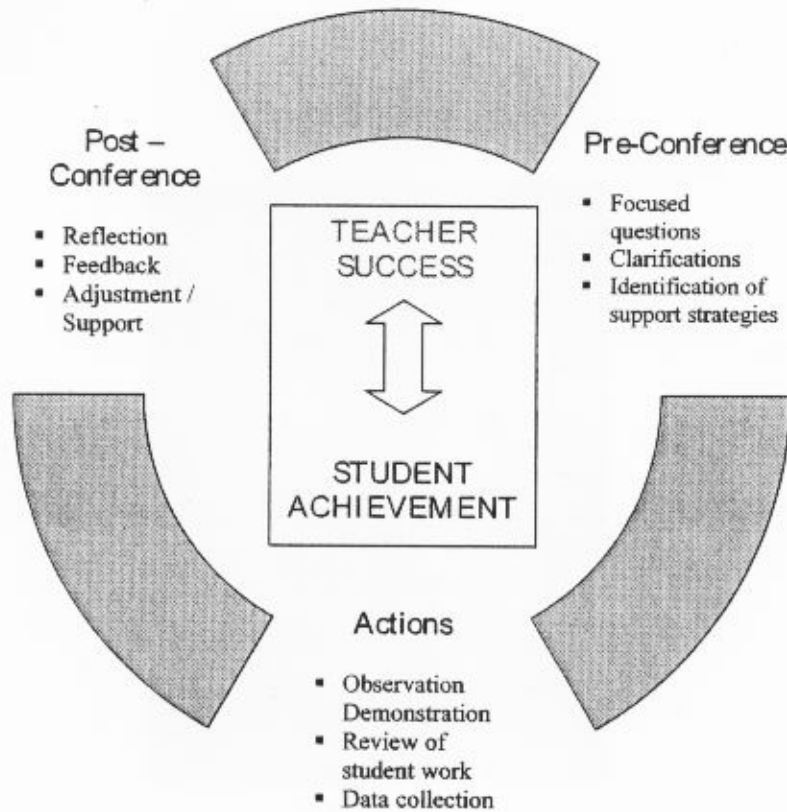 Post –
Conference
▪ Reflection
▪ Feedback
▪ Adjustment /
Support
TEACHER
SUCCESS
STUDENT
ACHIEVEMENT
Pre-Conference
▪ Focused
questions
▪ Clarifications
▪ Identification of
support strategies
Actions
▪ Observation
Demonstration
▪ Review of
student work
▪ Data collection